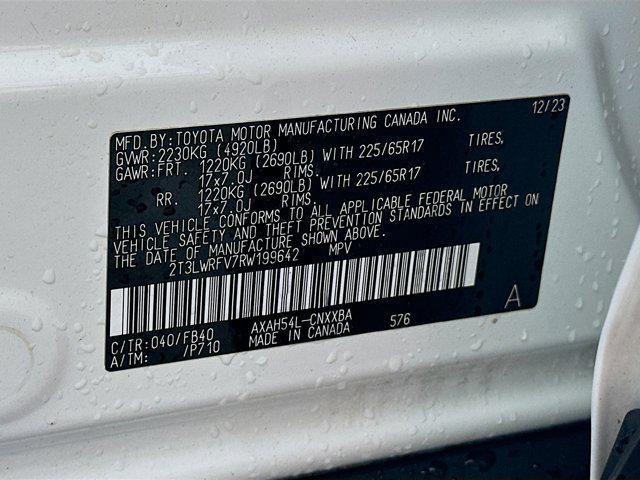 MFD.BY:TOYOTA MOTOR MANUFACTURING CANADA INC. 12/23
GVWR:2230KG (4920LB)
GAWR:FRT. 1220KG (2690LB) WITH 225/65R17 TIRES,
17x7.0J RIMS.
RR. 1220KG (2690LB) WITH 225/65R17 TIRES,
17x7.0J RIMS.
THIS VEHICLE CONFORMS TO ALL APPLICABLE FEDERAL MOTOR
VEHICLE SAFETY AND THEFT PREVENTION STANDARDS IN EFFECT ON
THE DATE OF MANUFACTURE SHOWN ABOVE.
2T3LWRFV7RW199642 MPV
C/TR:040/FB40 AXAH54L-CNXXBA 576 A
A/TM: /P710 MADE IN CANADA